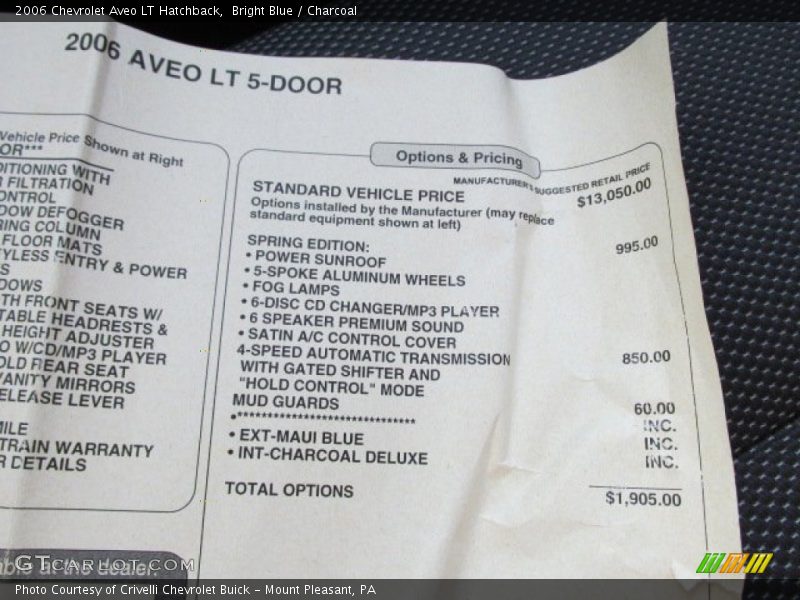 2006 Chevrolet Aveo LT Hatchback,  Bright Blue / Charcoal
2006 AVEO LT 5-DOOR
Vehicle Price Shown at Right
OR***
DITIONING WITH
FILTRATION
ONTROL
DOW DEFOGGER
RING COLUMN
FLOOR MATS
YLESS ENTRY & POWER
S
DOWS
TH FRONT SEATS W/
TABLE HEADRESTS &
HEIGHT ADJUSTER
O W/CD/MP3 PLAYER
OLD REAR SEAT
VANITY MIRRORS
ELEASE LEVER
MILE
TRAIN WARRANTY
R DETAILS
able at the dealer.
Options & Pricing
MANUFACTURER'S SUGGESTED RETAIL PRICE
STANDARD VEHICLE PRICE $13,050.00
Options installed by the Manufacturer (may replace
standard equipment shown at left)
SPRING EDITION: 995.00
• POWER SUNROOF
• 5-SPOKE ALUMINUM WHEELS
• FOG LAMPS
• 6-DISC CD CHANGER/MP3 PLAYER
• 6 SPEAKER PREMIUM SOUND
• SATIN A/C CONTROL COVER
4-SPEED AUTOMATIC TRANSMISSION 850.00
WITH GATED SHIFTER AND
"HOLD CONTROL" MODE
MUD GUARDS 60.00
•**************************** INC.
• EXT-MAUI BLUE INC.
• INT-CHARCOAL DELUXE INC.
TOTAL OPTIONS $1,905.00
GTCARLOT.COM
Photo Courtesy of Crivelli Chevrolet Buick – Mount Pleasant, PA